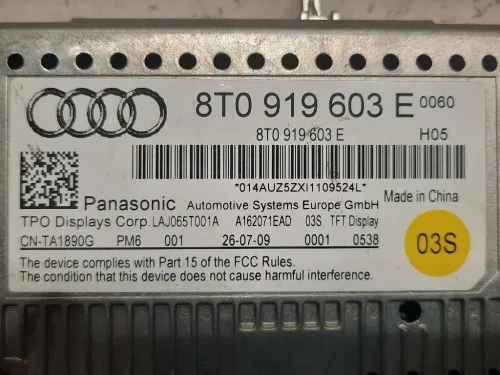 8T0 919 603 E 0060
8T0 919 603 E H05
*014AUZ5ZXI1109524L*
Panasonic Automotive Systems Europe GmbH Made in China
TPO Displays Corp. LAJ065T001A A162071EAD 03S TFT Display
CN-TA1890G PM6 001 26-07-09 0001 0538
03S
The device complies with Part 15 of the FCC Rules.
The condition that this device does not cause harmful interference.